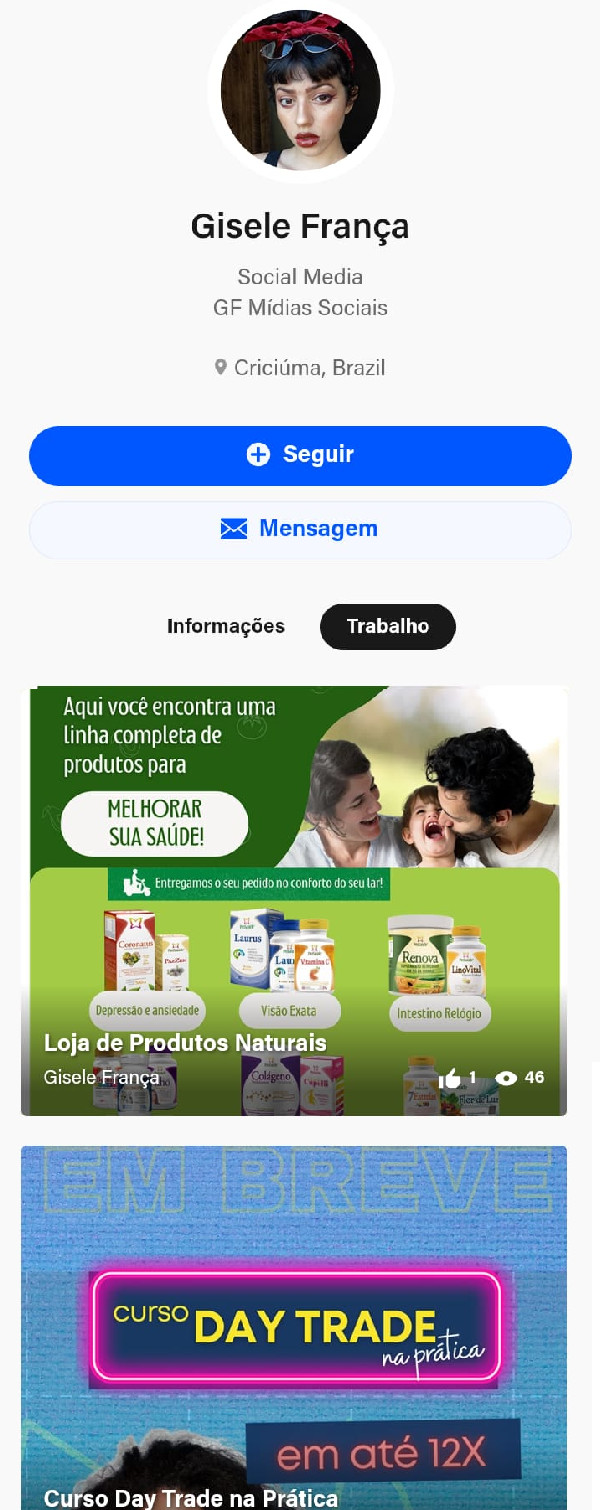 Gisele França
Social Media
GF Mídias Sociais
Criciúma, Brazil
Seguir
Mensagem
Informações
Trabalho
Aqui você encontra uma
linha completa de
produtos para
MELHORAR
SUA SAÚDE!
Entregamos o seu pedido no conforto do seu lar!
Laurus
Vitamina C
Renova
LinoVital
Depressão e ansiedade
Visão Exata
Intestino Relógio
Loja de Produtos Naturais
Gisele França
1
46
Colágeno
EM BREVE
curso DAY TRADE
na prática
em até 12X
Curso Day Trade na Prática